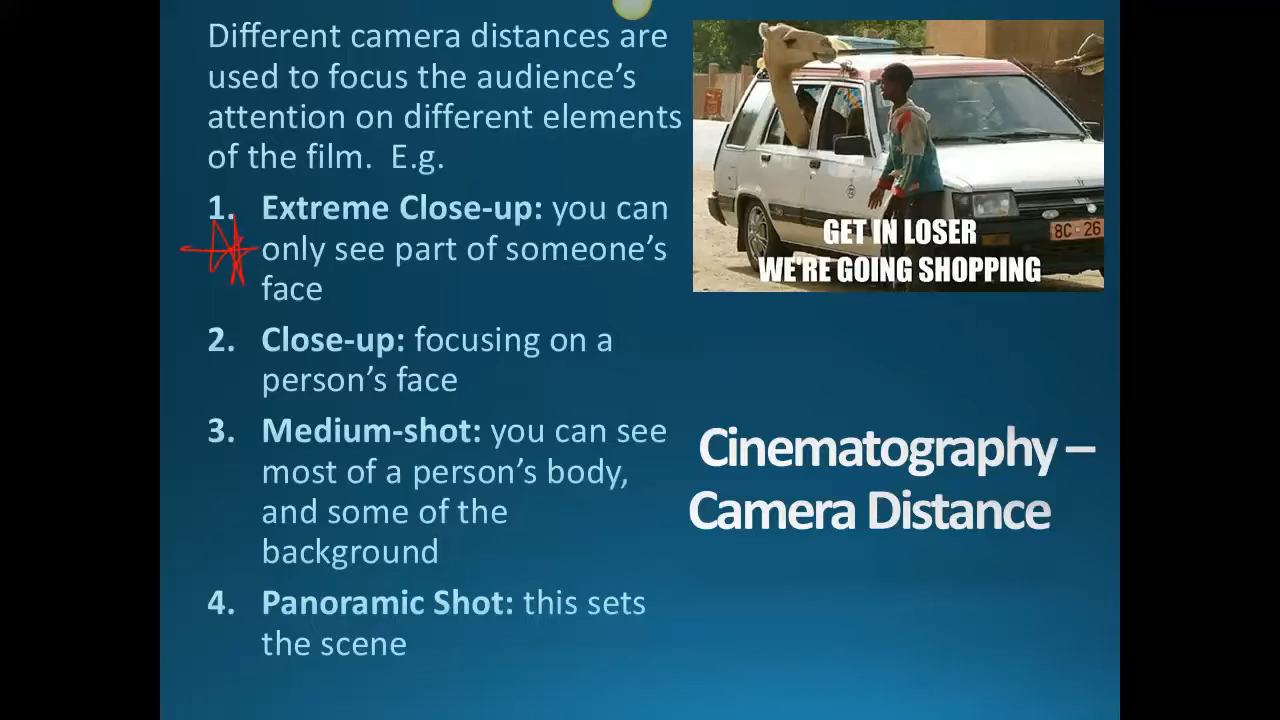 Different camera distances are
used to focus the audience's
attention on different elements
of the film.  E.g.
1. Extreme Close-up: you can
only see part of someone's
face
2. Close-up: focusing on a
person's face
3. Medium-shot: you can see
most of a person's body,
and some of the
background
4. Panoramic Shot: this sets
the scene
8C-26
GET IN LOSER
WE'RE GOING SHOPPING
Cinematography –
Camera Distance